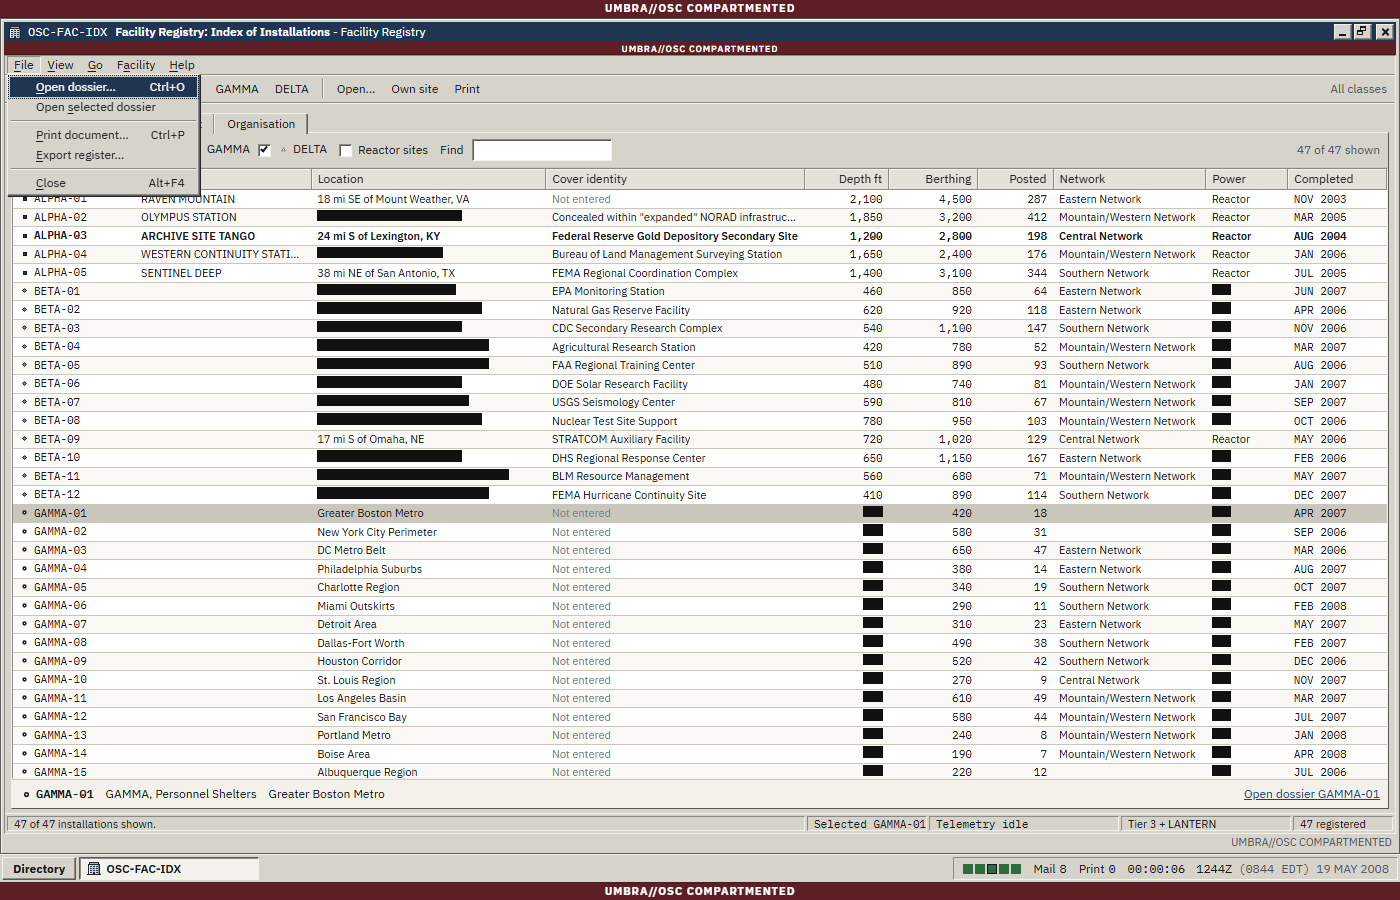 UMBRA//OSC COMPARTMENTED
OSC-FAC-IDX Facility Registry: Index of Installations - Facility Registry
UMBRA//OSC COMPARTMENTED
File View Go Facility Help
Open dossier... Ctrl+O
Open selected dossier
Print document... Ctrl+P
Export register...
Close Alt+F4
GAMMA DELTA Open... Own site Print All classes
Organisation
GAMMA DELTA Reactor sites Find 47 of 47 shown
Location Cover identity Depth ft Berthing Posted Network Power Completed
ALPHA-01 RAVEN MOUNTAIN 18 mi SE of Mount Weather, VA Not entered 2,100 4,500 287 Eastern Network Reactor NOV 2003
ALPHA-02 OLYMPUS STATION Concealed within "expanded" NORAD infrastruc... 1,850 3,200 412 Mountain/Western Network Reactor MAR 2005
ALPHA-03 ARCHIVE SITE TANGO 24 mi S of Lexington, KY Federal Reserve Gold Depository Secondary Site 1,200 2,800 198 Central Network Reactor AUG 2004
ALPHA-04 WESTERN CONTINUITY STATI... Bureau of Land Management Surveying Station 1,650 2,400 176 Mountain/Western Network Reactor JAN 2006
ALPHA-05 SENTINEL DEEP 38 mi NE of San Antonio, TX FEMA Regional Coordination Complex 1,400 3,100 344 Southern Network Reactor JUL 2005
BETA-01 EPA Monitoring Station 460 850 64 Eastern Network JUN 2007
BETA-02 Natural Gas Reserve Facility 620 920 118 Eastern Network APR 2006
BETA-03 CDC Secondary Research Complex 540 1,100 147 Southern Network NOV 2006
BETA-04 Agricultural Research Station 420 780 52 Mountain/Western Network MAR 2007
BETA-05 FAA Regional Training Center 510 890 93 Southern Network AUG 2006
BETA-06 DOE Solar Research Facility 480 740 81 Mountain/Western Network JAN 2007
BETA-07 USGS Seismology Center 590 810 67 Mountain/Western Network SEP 2007
BETA-08 Nuclear Test Site Support 780 950 103 Mountain/Western Network OCT 2006
BETA-09 17 mi S of Omaha, NE STRATCOM Auxiliary Facility 720 1,020 129 Central Network Reactor MAY 2006
BETA-10 DHS Regional Response Center 650 1,150 167 Eastern Network FEB 2006
BETA-11 BLM Resource Management 560 680 71 Mountain/Western Network MAY 2007
BETA-12 FEMA Hurricane Continuity Site 410 890 114 Southern Network DEC 2007
GAMMA-01 Greater Boston Metro Not entered 420 18 APR 2007
GAMMA-02 New York City Perimeter Not entered 580 31 SEP 2006
GAMMA-03 DC Metro Belt Not entered 650 47 Eastern Network MAR 2006
GAMMA-04 Philadelphia Suburbs Not entered 380 14 Eastern Network AUG 2007
GAMMA-05 Charlotte Region Not entered 340 19 Southern Network OCT 2007
GAMMA-06 Miami Outskirts Not entered 290 11 Southern Network FEB 2008
GAMMA-07 Detroit Area Not entered 310 23 Eastern Network MAY 2007
GAMMA-08 Dallas-Fort Worth Not entered 490 38 Southern Network FEB 2007
GAMMA-09 Houston Corridor Not entered 520 42 Southern Network DEC 2006
GAMMA-10 St. Louis Region Not entered 270 9 Central Network NOV 2007
GAMMA-11 Los Angeles Basin Not entered 610 49 Mountain/Western Network MAR 2007
GAMMA-12 San Francisco Bay Not entered 580 44 Mountain/Western Network JUL 2007
GAMMA-13 Portland Metro Not entered 240 8 Mountain/Western Network JAN 2008
GAMMA-14 Boise Area Not entered 190 7 Mountain/Western Network APR 2008
GAMMA-15 Albuquerque Region Not entered 220 12 JUL 2006
GAMMA-01 GAMMA, Personnel Shelters Greater Boston Metro Open dossier GAMMA-01
47 of 47 installations shown. Selected GAMMA-01 Telemetry idle Tier 3 + LANTERN 47 registered
UMBRA//OSC COMPARTMENTED
Directory OSC-FAC-IDX Mail 8 Print 0 00:00:06 1244Z (0844 EDT) 19 MAY 2008
UMBRA//OSC COMPARTMENTED